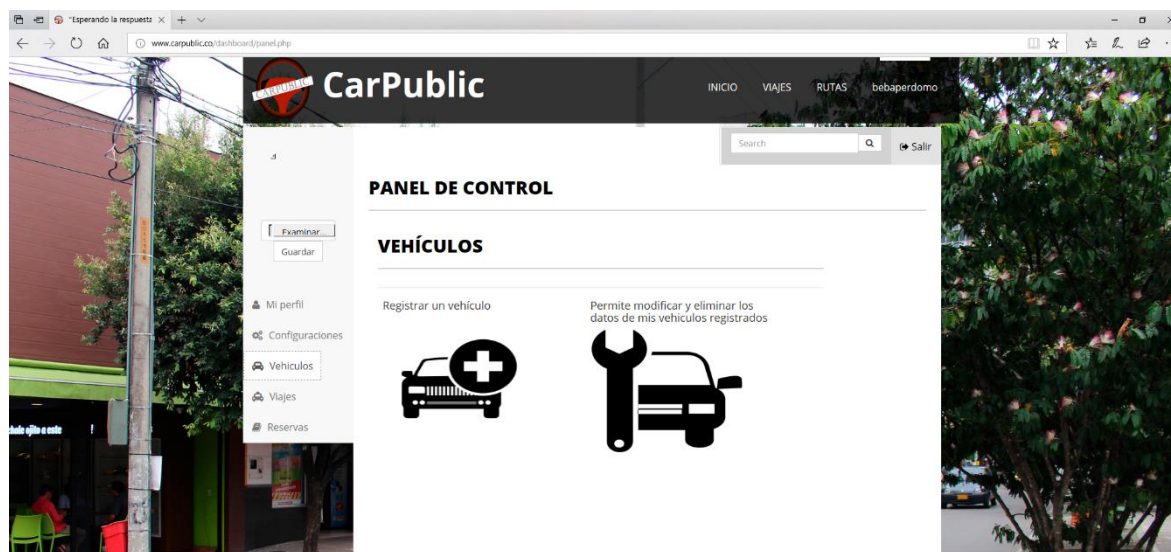 "Esperando la respuesta
www.carpublic.co/dashboard/panel.php
CARPUBLIC
CarPublic
INICIO VIAJES RUTAS bebaperdomo
Search
Salir
PANEL DE CONTROL
Examinar...
Guardar
VEHÍCULOS
Mi perfil
Configuraciones
Vehiculos
Viajes
Reservas
Registrar un vehículo
Permite modificar y eliminar los
datos de mis vehiculos registrados
ojito a este !